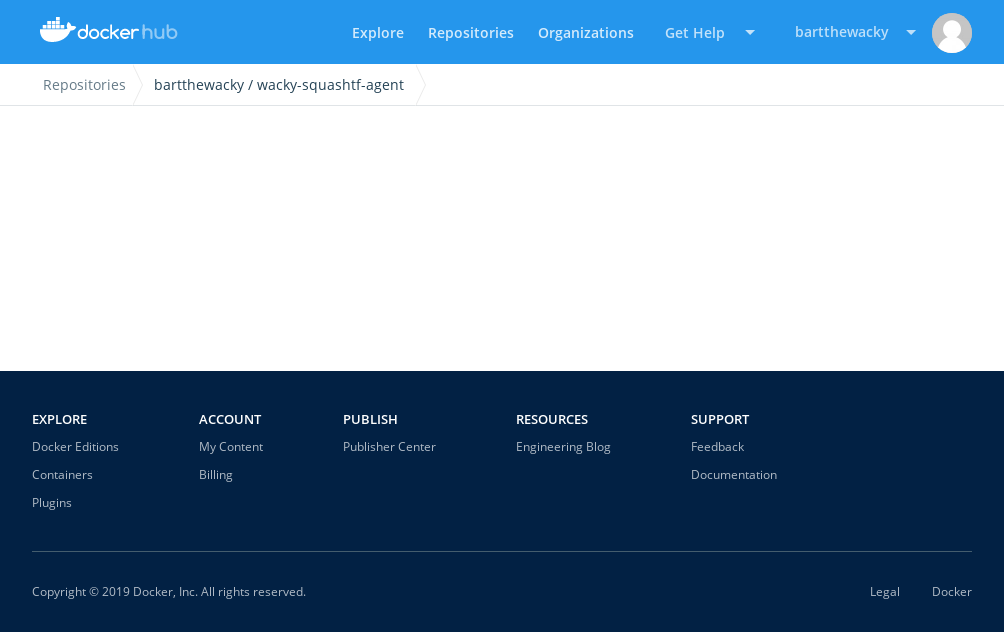 docker hub
Explore Repositories Organizations Get Help bartthewacky
Repositories bartthewacky / wacky-squashtf-agent
EXPLORE
Docker Editions
Containers
Plugins
ACCOUNT
My Content
Billing
PUBLISH
Publisher Center
RESOURCES
Engineering Blog
SUPPORT
Feedback
Documentation
Copyright © 2019 Docker, Inc. All rights reserved.
Legal Docker